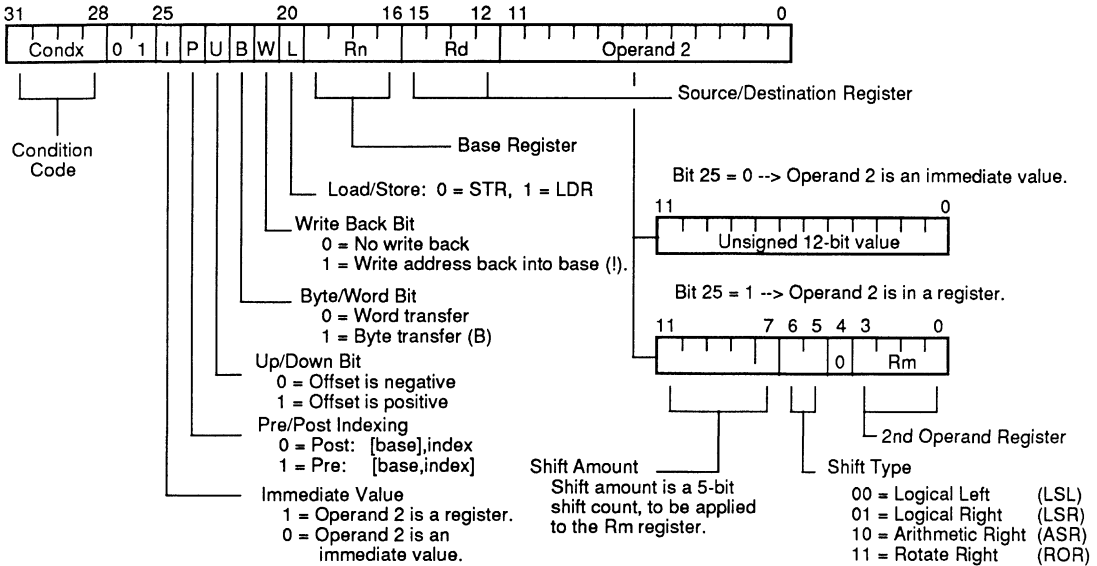 31 28 25 20 16 15 12 11 0
Condx 0 1 I P U B W L Rn Rd Operand 2
Source/Destination Register
Condition
Code
Base Register
Load/Store: 0 = STR, 1 = LDR
Write Back Bit
0 = No write back
1 = Write address back into base (!).
Byte/Word Bit
0 = Word transfer
1 = Byte transfer (B)
Up/Down Bit
0 = Offset is negative
1 = Offset is positive
Pre/Post Indexing
0 = Post: [base],index
1 = Pre: [base,index]
Immediate Value
1 = Operand 2 is a register.
0 = Operand 2 is an
immediate value.
Bit 25 = 0 --> Operand 2 is an immediate value.
11 0
Unsigned 12-bit value
Bit 25 = 1 --> Operand 2 is in a register.
11 7 6 5 4 3 0
0 Rm
2nd Operand Register
Shift Amount
Shift amount is a 5-bit
shift count, to be applied
to the Rm register.
Shift Type
00 = Logical Left (LSL)
01 = Logical Right (LSR)
10 = Arithmetic Right (ASR)
11 = Rotate Right (ROR)